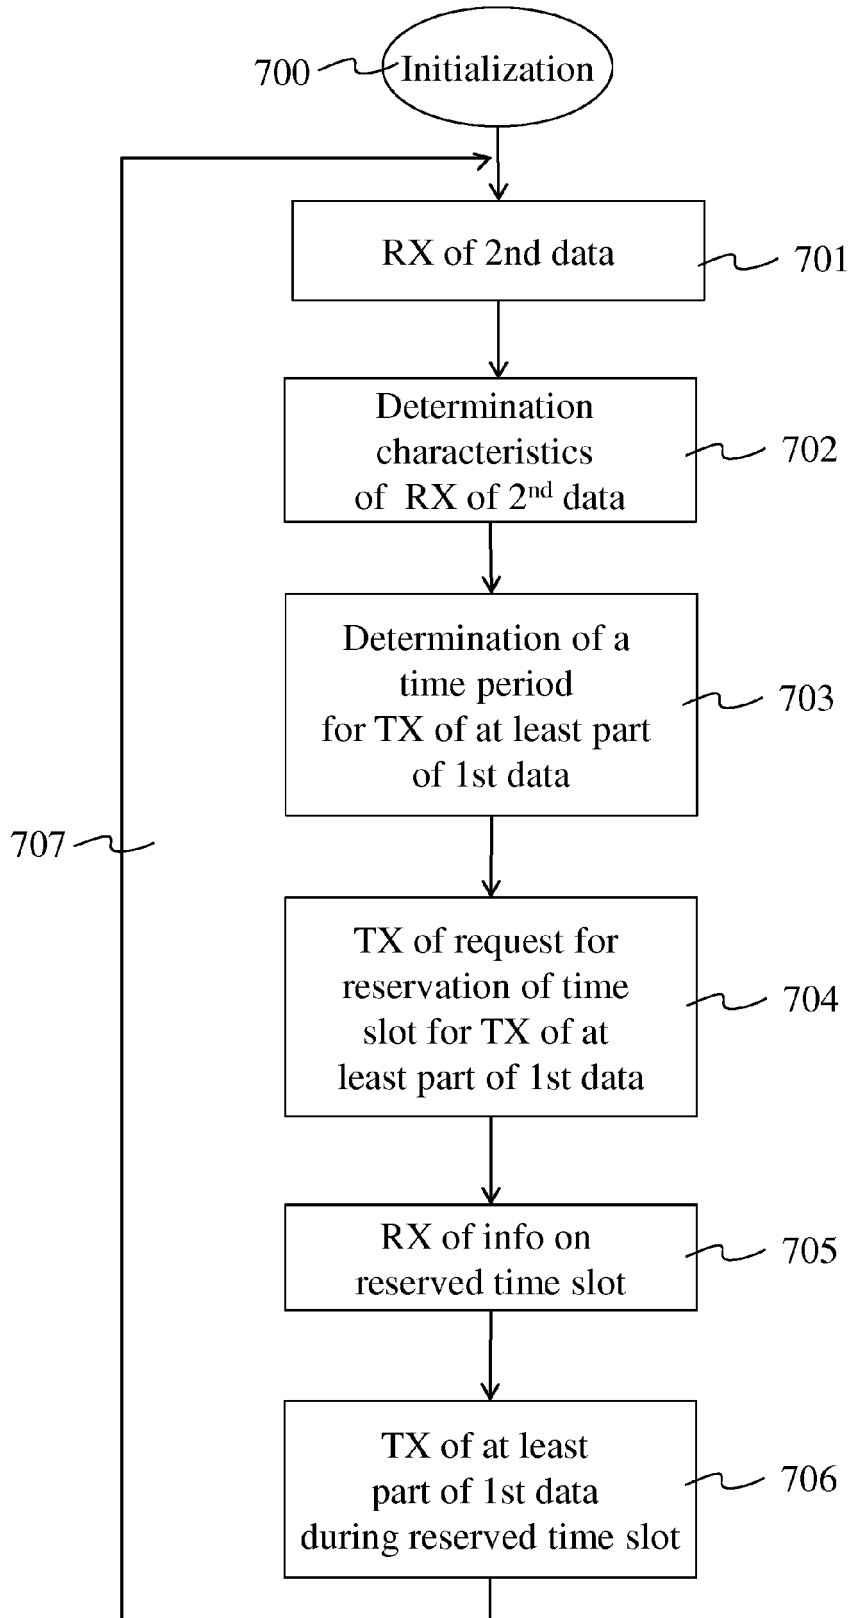 700
Initialization
RX of 2nd data
701
Determination
characteristics
of RX of 2nd data
702
Determination of a
time period
for TX of at least part
of 1st data
703
707
TX of request for
reservation of time
slot for TX of at
least part of 1st data
704
RX of info on
reserved time slot
705
TX of at least
part of 1st data
during reserved time slot
706